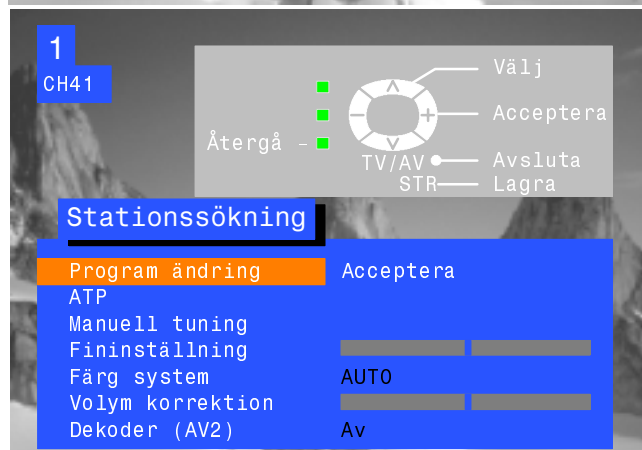 1
CH41
Välj
Acceptera
Återgå
TV/AV Avsluta
STR Lagra
Stationssökning
Program ändring Acceptera
ATP
Manuell tuning
Fininställning
Färg system AUTO
Volym korrektion
Dekoder (AV2) Av